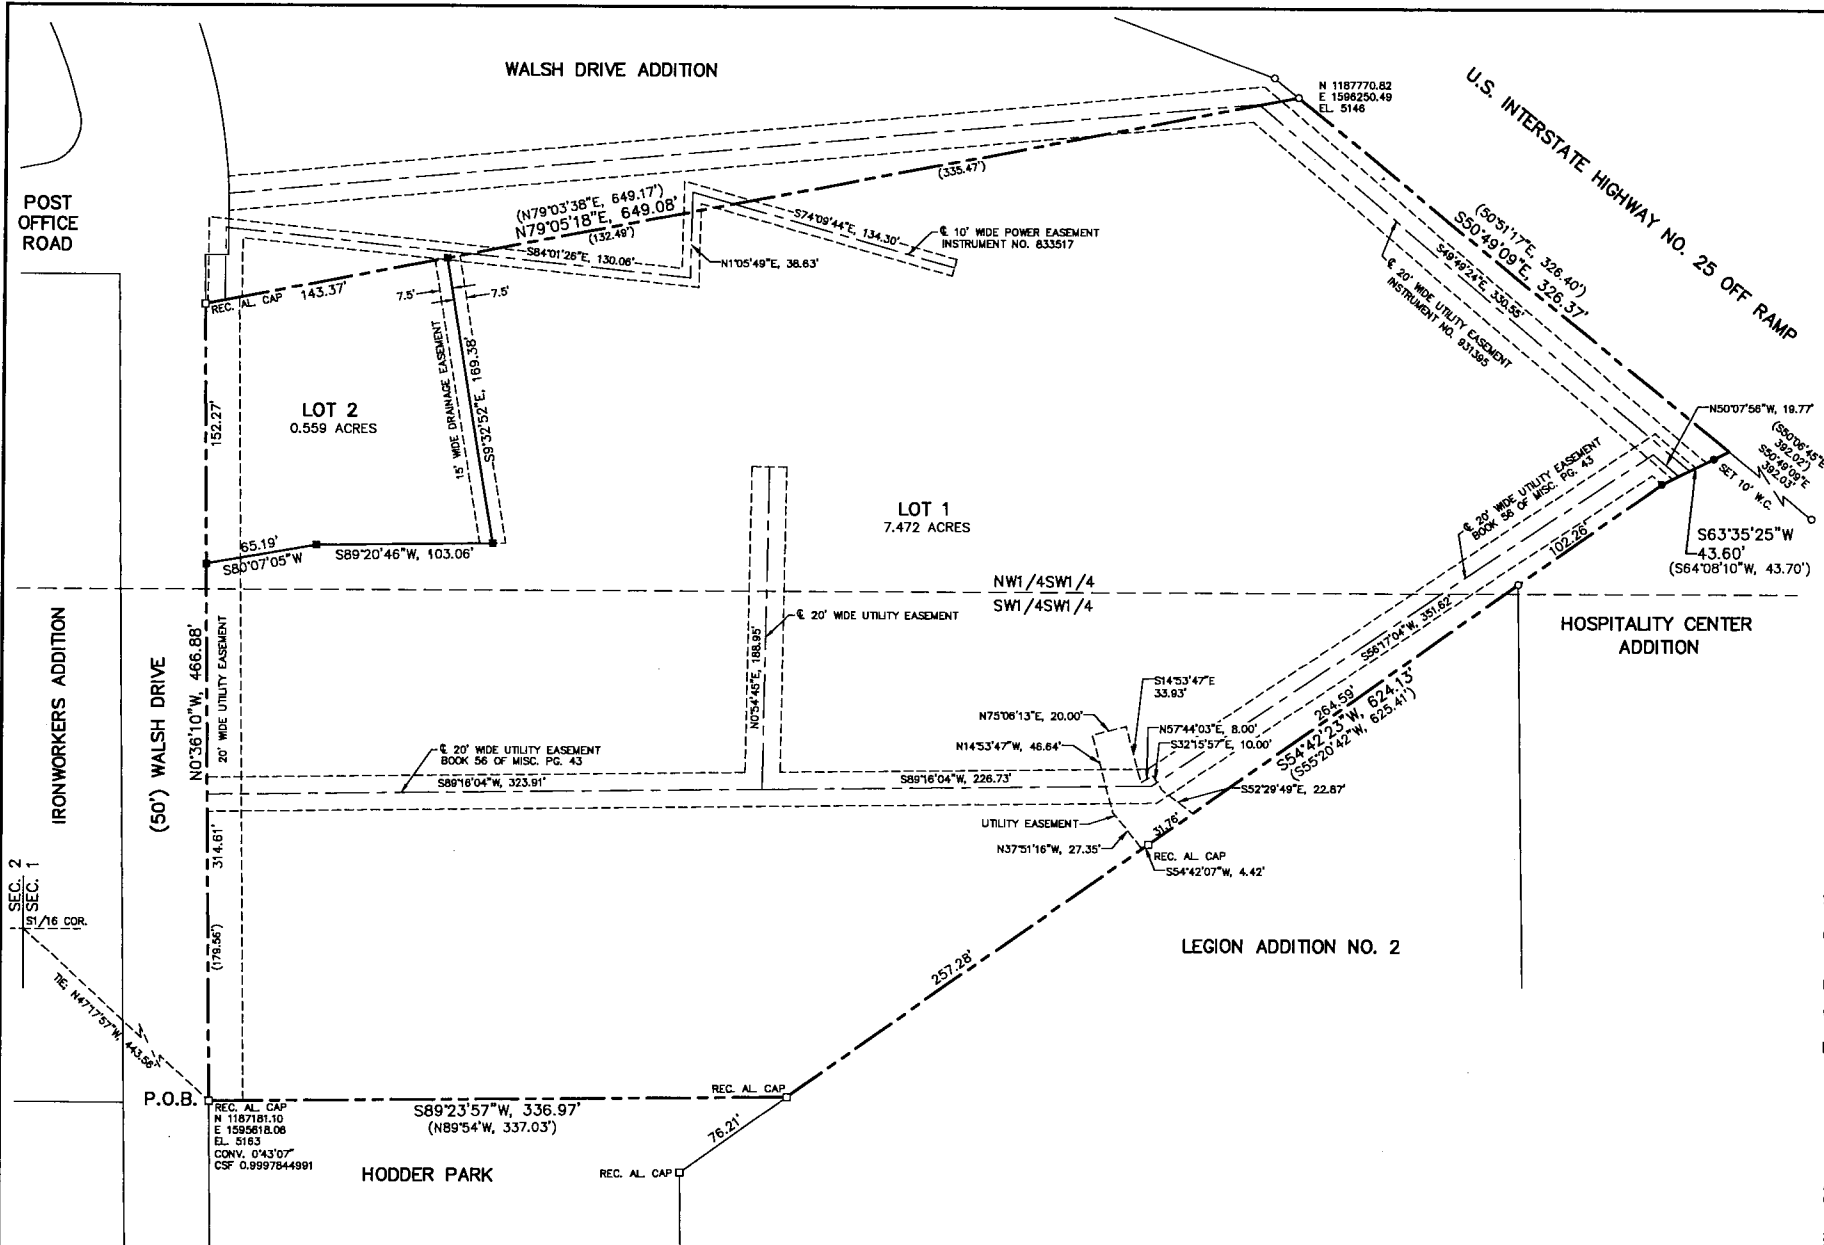 WALSH DRIVE ADDITION
N 1187770.82
E 1596250.49
EL. 5146
U.S. INTERSTATE HIGHWAY NO. 25 OFF RAMP
POST
OFFICE
ROAD
(N79°03'38"E, 649.17')
N79°05'18"E, 649.08'
(132.49')
(335.47')
S74°09'44"E, 134.30'
℄ 10' WIDE POWER EASEMENT
INSTRUMENT NO. 833517
S84°01'26"E, 130.06'
N1°05'49"E, 36.63'
(50°51'17"E, 326.40')
S50°49'09"E, 326.37'
S49°49'24"E, 330.55'
℄ 20' WIDE UTILITY EASEMENT
INSTRUMENT NO. 931395
REC. AL. CAP
143.37'
7.5'
7.5'
15' WIDE DRAINAGE EASEMENT
S9°32'52"E, 169.38'
152.27'
LOT 2
0.559 ACRES
65.19'
S80°07'05"W
S89°20'46"W, 103.06'
LOT 1
7.472 ACRES
N50°07'56"W, 19.77'
(S50°06'45"E
392.02')
S50°49'09"E
392.03'
SET 10' W.C.
S63°35'25"W
43.60'
(S64°08'10"W, 43.70')
℄ 20' WIDE UTILITY EASEMENT
BOOK 56 OF MISC. PG. 43
102.26'
NW1/4SW1/4
SW1/4SW1/4
HOSPITALITY CENTER
ADDITION
IRONWORKERS ADDITION
(50') WALSH DRIVE
N0°36'10"W, 466.88'
20' WIDE UTILITY EASEMENT
℄ 20' WIDE UTILITY EASEMENT
N0°54'45"E, 188.95'
S56°17'04"W, 351.62'
264.59'
S54°42'23"W, 624.13'
(S55°20'42"W, 625.41')
S14°53'47"E
33.93'
N75°06'13"E, 20.00'
N57°44'03"E, 8.00'
N14°53'47"W, 46.64'
S32°15'57"E, 10.00'
℄ 20' WIDE UTILITY EASEMENT
BOOK 56 OF MISC. PG. 43
S89°16'04"W, 323.91'
S89°16'04"W, 226.73'
S52°29'49"E, 22.87'
UTILITY EASEMENT
31.76'
N37°51'16"W, 27.35'
REC. AL. CAP
S54°42'07"W, 4.42'
314.61'
(179.56')
SEC. 2
SEC. 1
S1/16 COR.
TIE: N47°17'57"W, 443.56'
LEGION ADDITION NO. 2
257.28'
P.O.B.
REC. AL. CAP
N 1187181.10
E 1595618.06
EL. 5163
CONV. 0°43'07"
CSF 0.9997844991
REC. AL. CAP
S89°23'57"W, 336.97'
(N89°54'W, 337.03')
76.21'
HODDER PARK
REC. AL. CAP